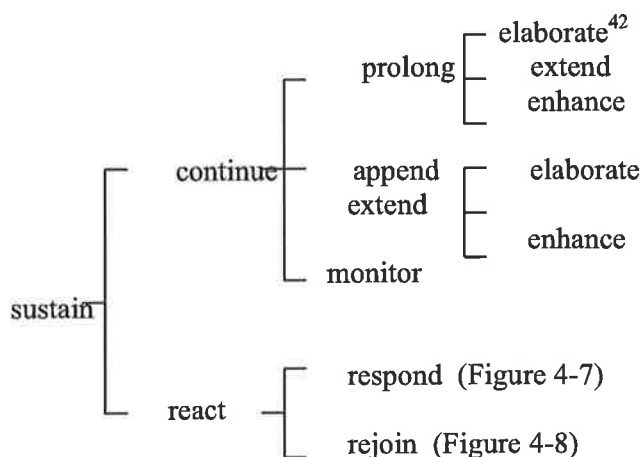 elaborate42
prolong extend
enhance
continue append elaborate
extend
enhance
monitor
sustain
respond (Figure 4-7)
react
rejoin (Figure 4-8)